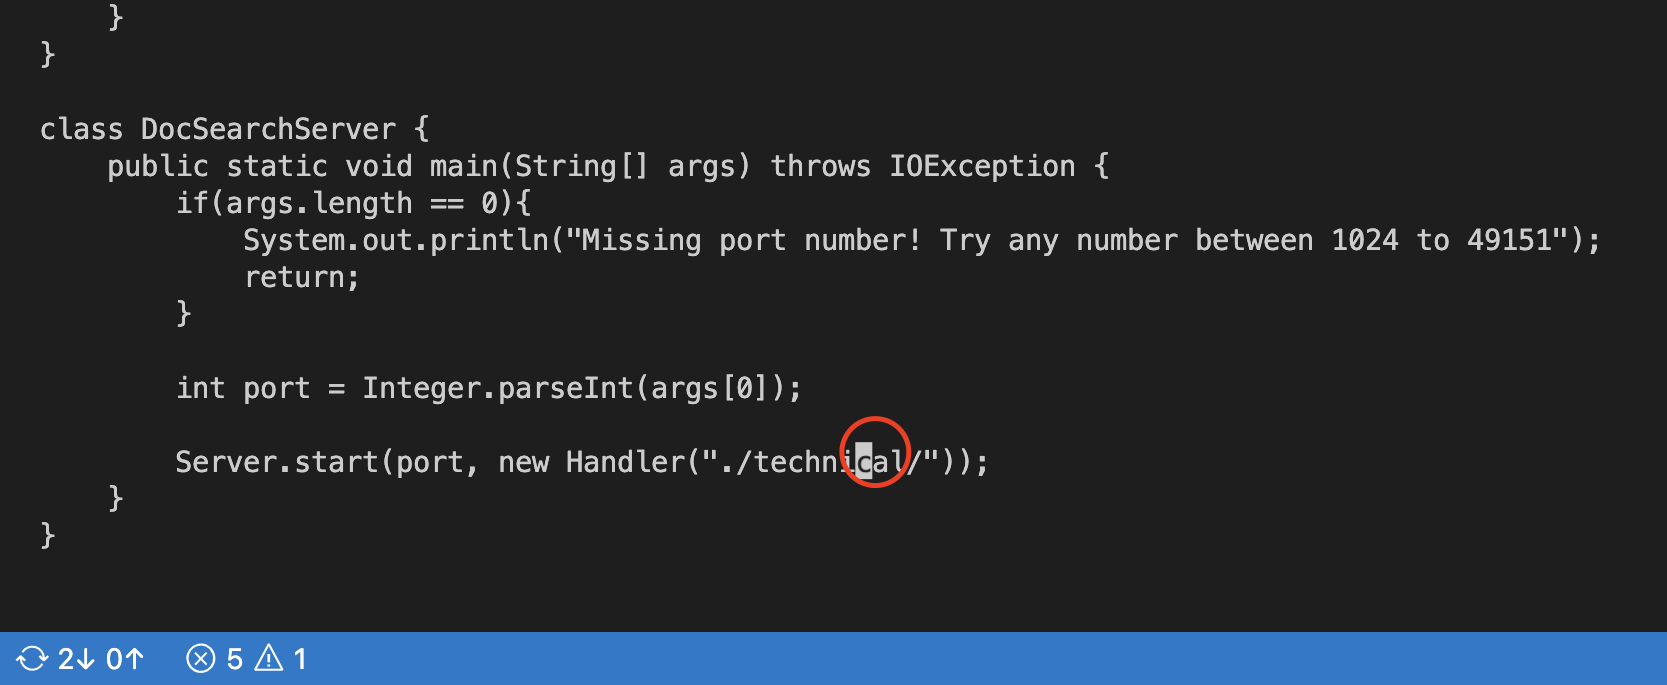 }
}

class DocSearchServer {
    public static void main(String[] args) throws IOException {
        if(args.length == 0){
            System.out.println("Missing port number! Try any number between 1024 to 49151");
            return;
        }

        int port = Integer.parseInt(args[0]);

        Server.start(port, new Handler("./technical/"));
    }
}
2↓ 0↑ 5 1